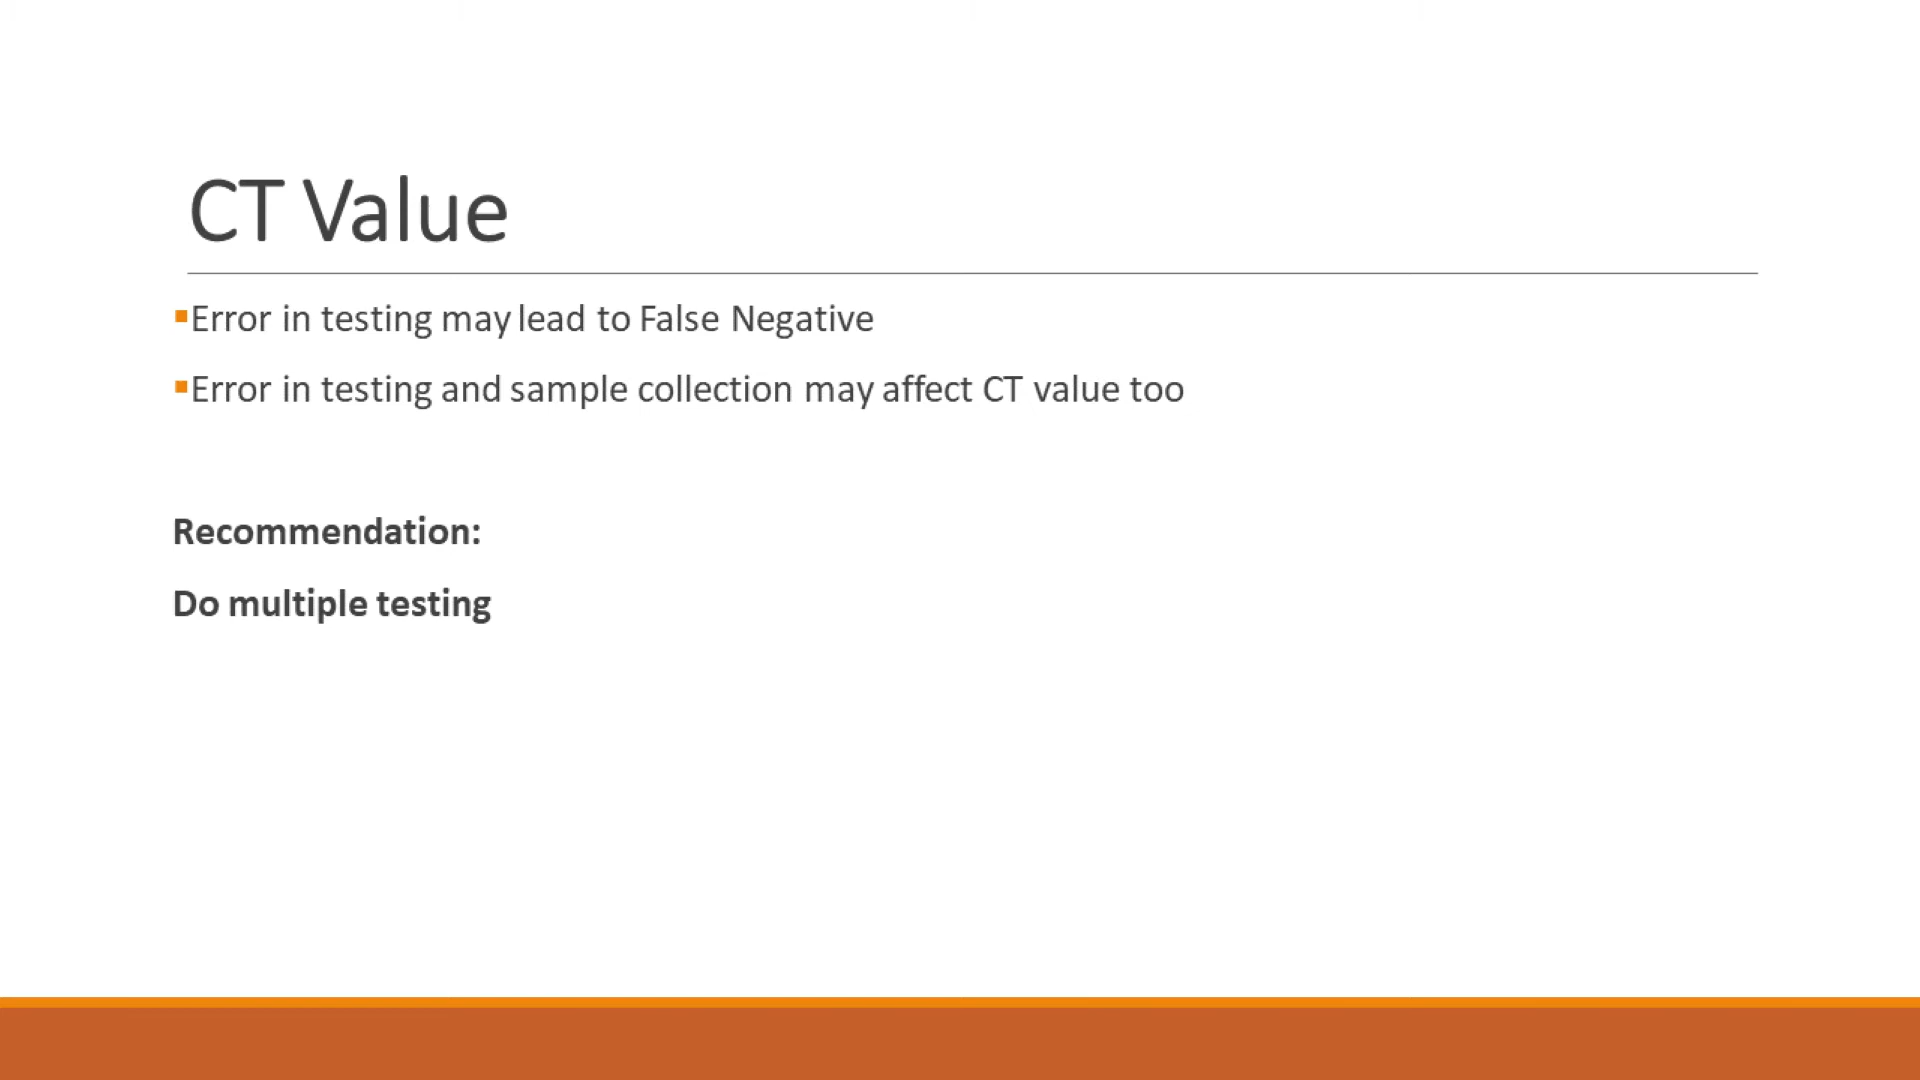 CT Value
▪Error in testing may lead to False Negative
▪Error in testing and sample collection may affect CT value too
Recommendation:
Do multiple testing